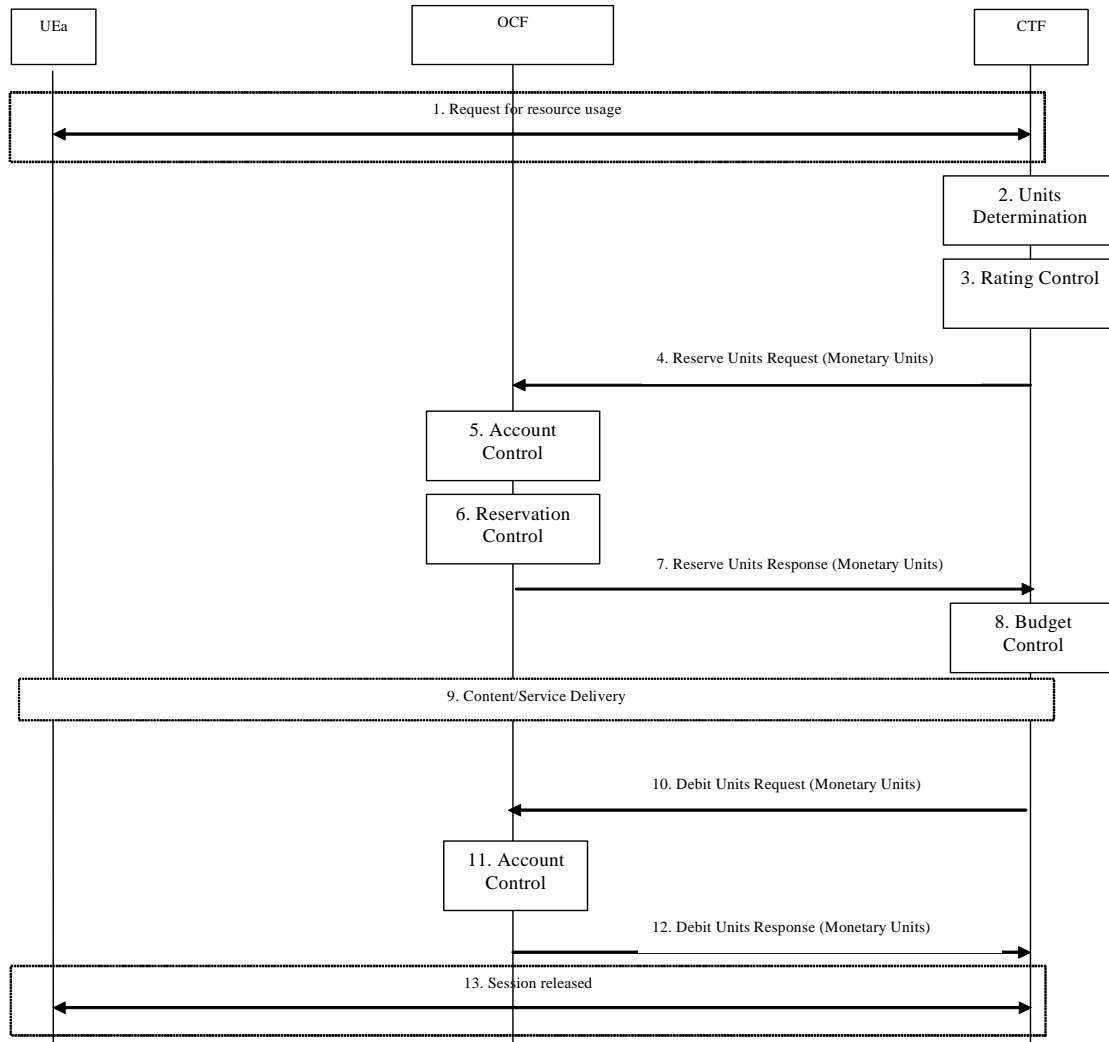 UEa
OCF
CTF
1. Request for resource usage
2. Units
Determination
3. Rating Control
4. Reserve Units Request (Monetary Units)
5. Account
Control
6. Reservation
Control
7. Reserve Units Response (Monetary Units)
8. Budget
Control
9. Content/Service Delivery
10. Debit Units Request (Monetary Units)
11. Account
Control
12. Debit Units Response (Monetary Units)
13. Session released